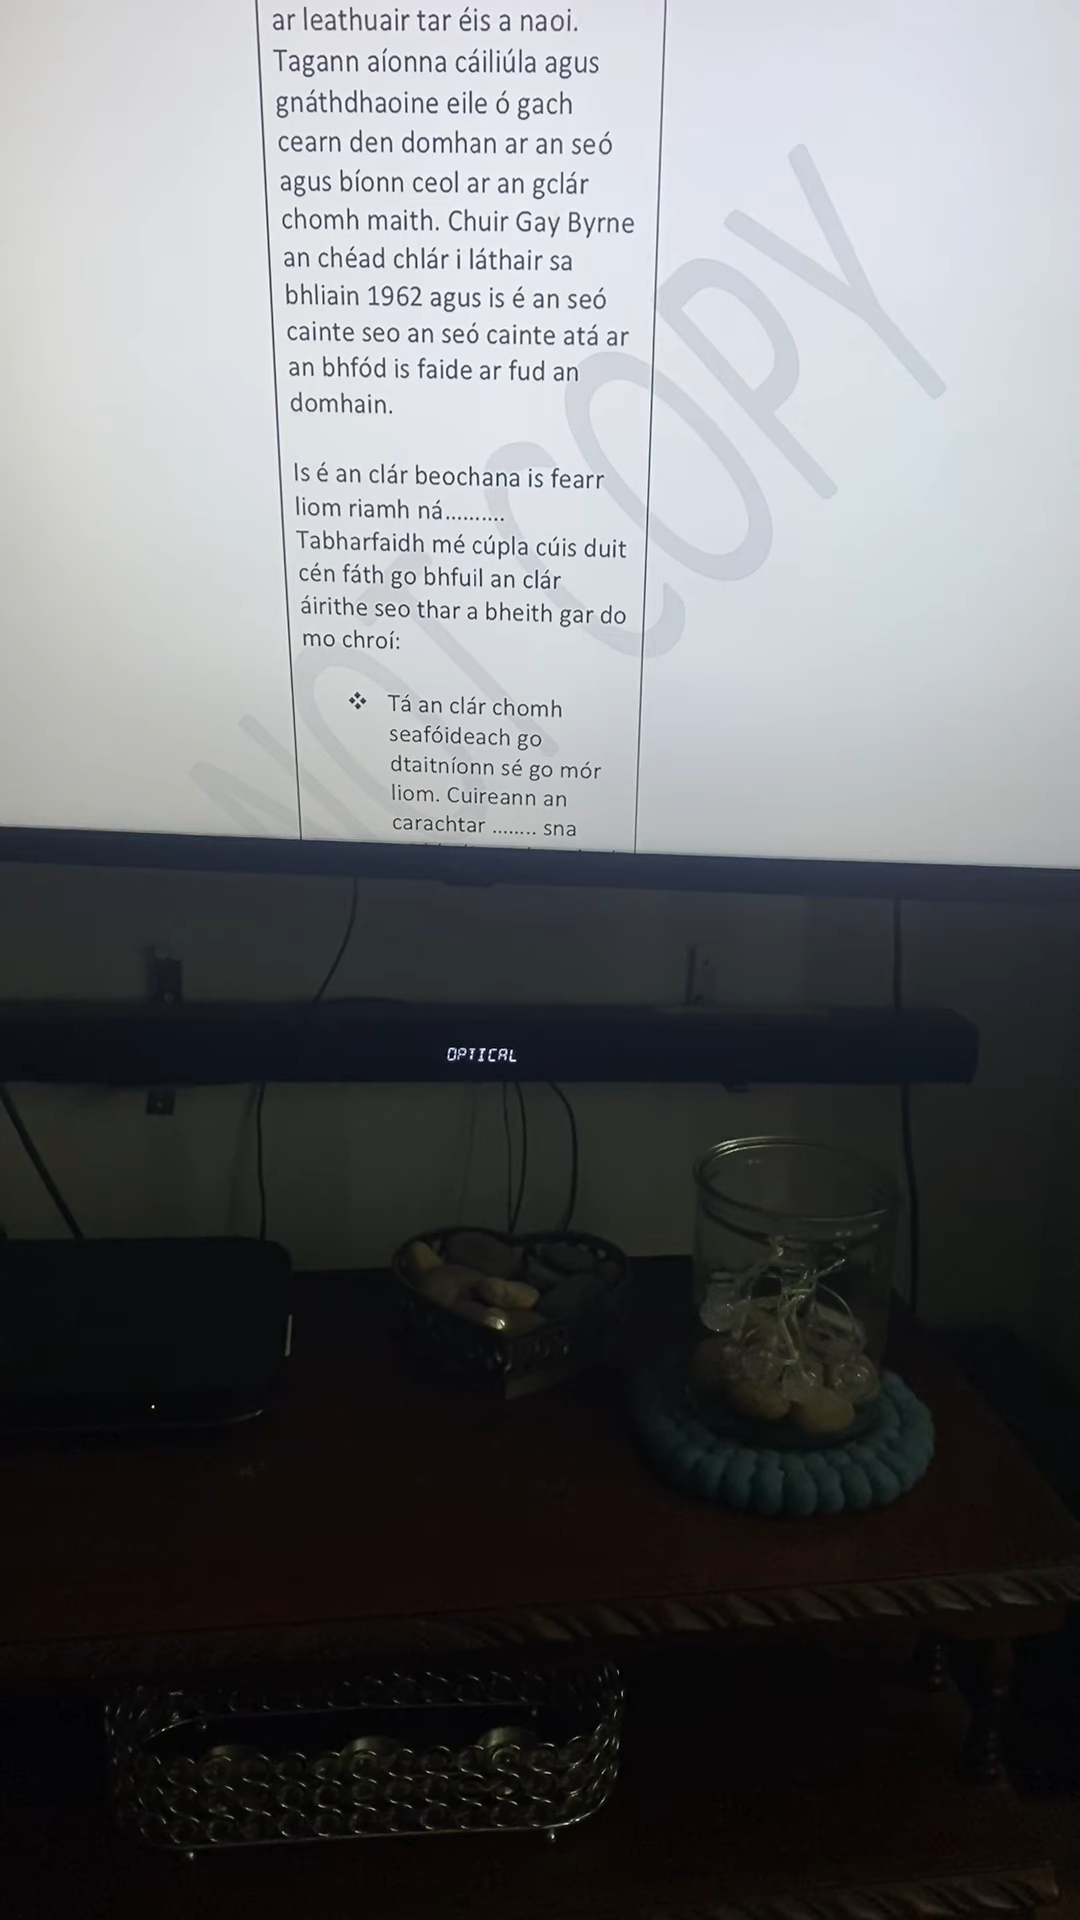 ar leathuair tar éis a naoi.
Tagann aíonna cáiliúla agus
gnáthdhaoine eile ó gach
cearn den domhan ar an seó
agus bíonn ceol ar an gclár
chomh maith. Chuir Gay Byrne
an chéad chlár i láthair sa
bhliain 1962 agus is é an seó
cainte seo an seó cainte atá ar
an bhfód is faide ar fud an
domhain.
Is é an clár beochana is fearr
liom riamh ná..........
Tabharfaidh mé cúpla cúis duit
cén fáth go bhfuil an clár
áirithe seo thar a bheith gar do
mo chroí:
❖ Tá an clár chomh
seafóideach go
dtaitníonn sé go mór
liom. Cuireann an
carachtar ........ sna
NOT COPY
OPTICAL